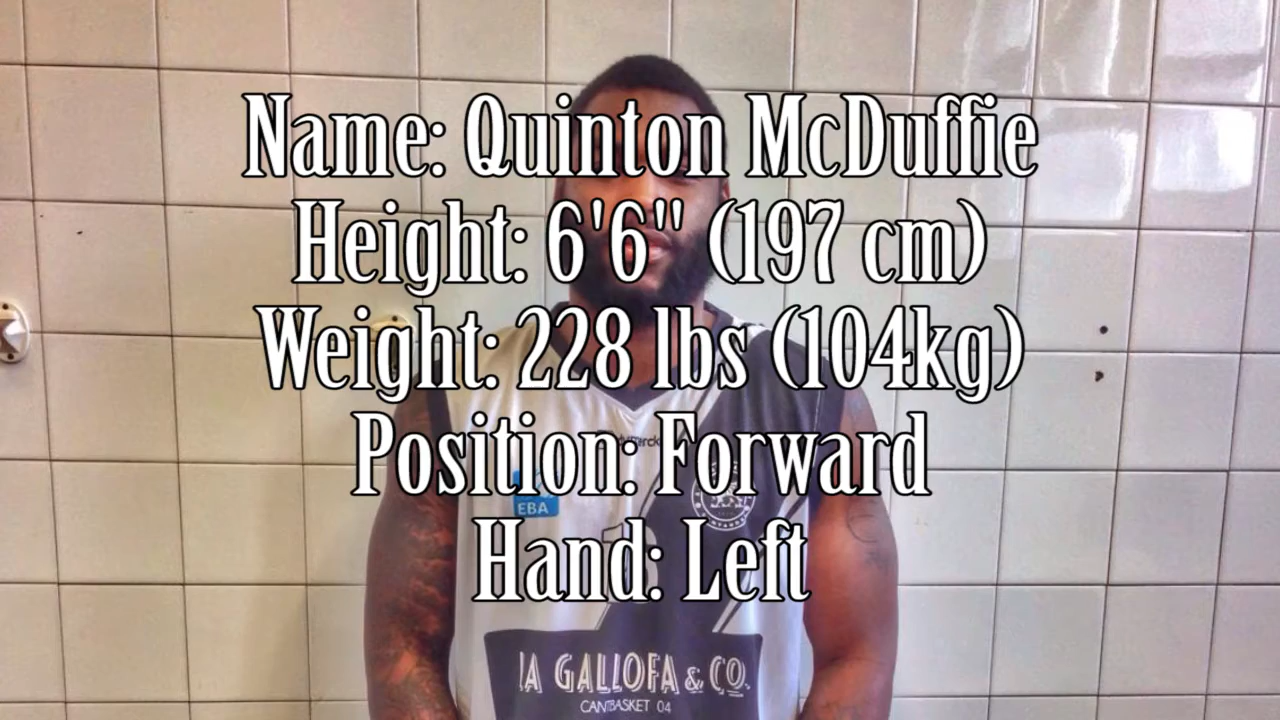 Name: Quinton McDuffie
Height: 6'6" (197 cm)
Weight: 228 lbs (104kg)
Position: Forward
EBA
Hand: Left
LA GALLOFA & CO.
CANTBASKET 04